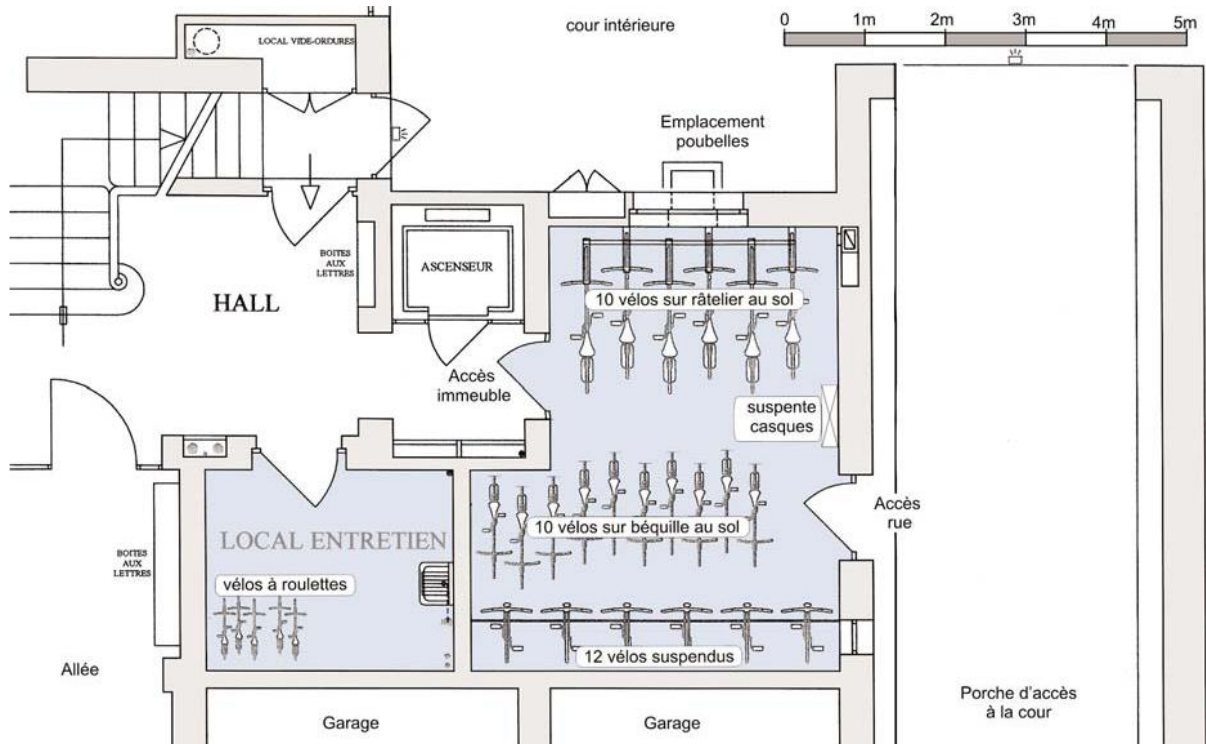 LOCAL VIDE-ORDURES
cour intérieure
0 1m 2m 3m 4m 5m
Emplacement
poubelles
BOITES
AUX
LETTRES
ASCENSEUR
HALL
10 vélos sur râtelier au sol
Accès
immeuble
suspente
casques
Accès
rue
LOCAL ENTRETIEN
10 vélos sur béquille au sol
BOITES
AUX
LETTRES
vélos à roulettes
12 vélos suspendus
Allée
Garage
Garage
Porche d'accès
à la cour